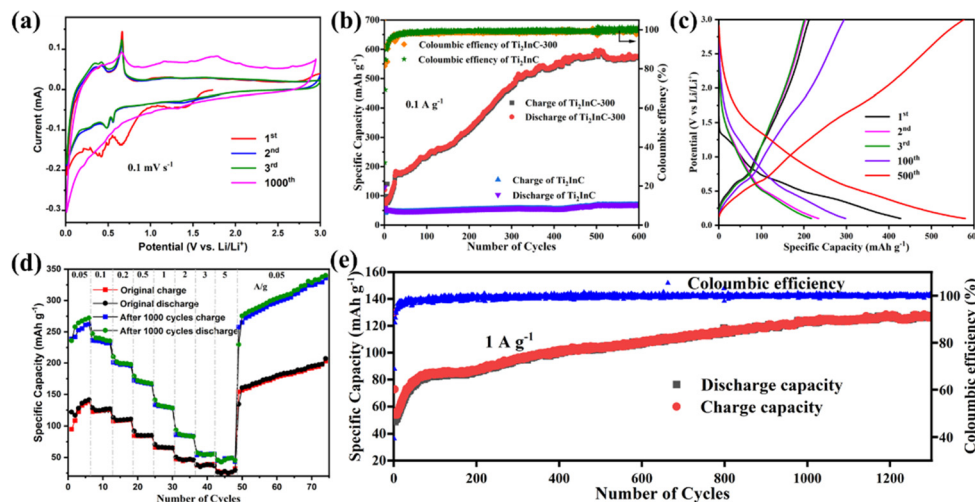 (a)
0.1
0.0
0.1
-0.2
-0.3
Current (mA)
1st
2nd
3rd
1000th
0.1 mV s-1
0.0 0.5 1.0 1.5 2.0 2.5 3.0
Potential (V vs. Li/Li+)
(b)
700
650
600
550
500
450
400
350
300
250
200
150
100
50
0
Specific Capacity (mAh g-1)
Coloumbic effiency of Ti2InC-300
Coloumbic effiency of Ti2InC
0.1 A g-1
Charge of Ti2InC-300
Discharge of Ti2InC-300
Charge of Ti2InC
Discharge of Ti2InC
100
80
60
40
20
0
Coloumbic efficiency (%)
0 100 200 300 400 500 600
Number of Cycles
(c)
3.0
2.5
2.0
1.5
1.0
0.5
0.0
Potential (V vs Li/Li+)
1st
2nd
3rd
100th
500th
0 100 200 300 400 500 600
Specific Capacity (mAh g-1)
(d)
350
300
250
200
150
100
50
Specific Capacity (mAh g-1)
0.05 0.1 0.2 0.5 1 2 3 5 0.05
A/g
Original charge
Original discharge
After 1000 cycles charge
After 1000 cycles discharge
0 10 20 30 40 50 60 70
Number of Cycles
(e)
160
140
120
100
80
60
40
Specific Capacity (mAh g-1)
Coloumbic efficiency
1 A g-1
Discharge capacity
Charge capacity
100
80
60
40
Coloumbic efficiency (%)
0 200 400 600 800 1000 1200
Number of Cycles